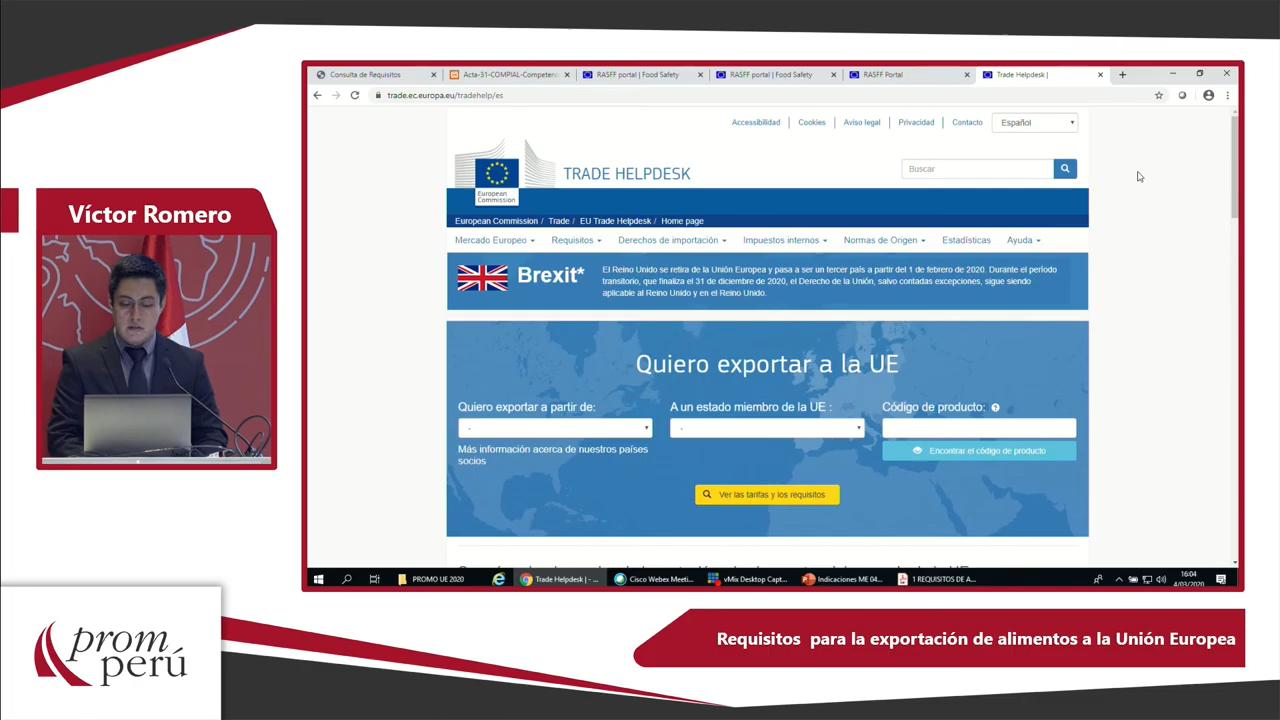 Víctor Romero
Consulta de Requisitos
Acta-31-COMPIAL-Competenc
RASFF portal | Food Safety
RASFF portal | Food Safety
RASFF Portal
Trade Helpdesk |
trade.ec.europa.eu/tradehelp/es
Accesibilidad
Cookies
Aviso legal
Privacidad
Contacto
Español
European
Commission
TRADE HELPDESK
Buscar
European Commission / Trade / EU Trade Helpdesk / Home page
Mercado Europeo
Requisitos
Derechos de importación
Impuestos internos
Normas de Origen
Estadísticas
Ayuda
Brexit*
El Reino Unido se retira de la Unión Europea y pasa a ser un tercer país a partir del 1 de febrero de 2020. Durante el período
transitorio, que finaliza el 31 de diciembre de 2020, el Derecho de la Unión, salvo contadas excepciones, sigue siendo
aplicable al Reino Unido y en el Reino Unido.
Quiero exportar a la UE
Quiero exportar a partir de:
A un estado miembro de la UE :
Código de producto:
-
-
Más información acerca de nuestros países
socios
Encontrar el código de producto
Ver las tarifas y los requisitos
PROMO UE 2020
Trade Helpdesk | - ...
Cisco Webex Meeti...
vMix Desktop Capt...
Indicaciones ME 04...
1 REQUISITOS DE A...
16:04
4/03/2020
prom
perú
Requisitos para la exportación de alimentos a la Unión Europea